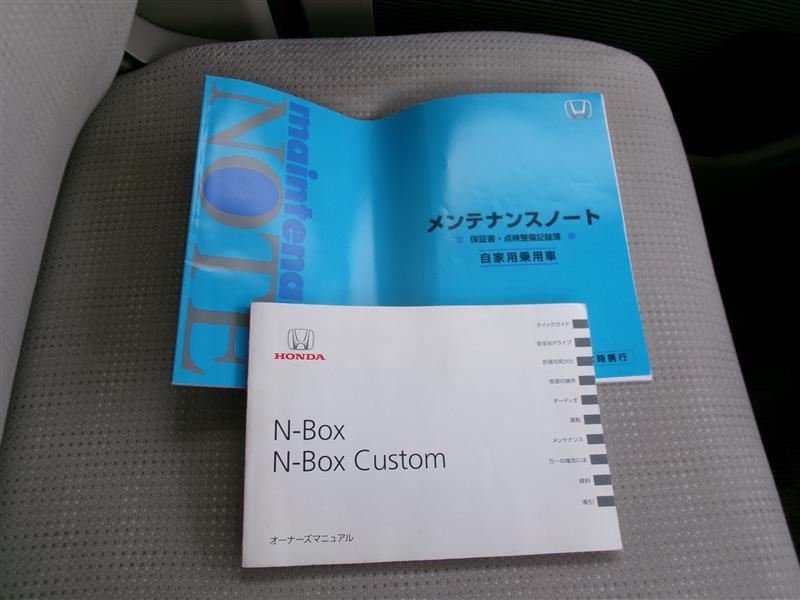 maintena
NOTE
メンテナンスノート
保証書・点検整備記録簿
自家用乗用車
時携行
HONDA
N-Box
N-Box Custom
オーナーズマニュアル
クイックガイド
安全なドライブ
計器の見かた
各部の操作
オーディオ
運転
メンテナンス
万一の場合には
資料
索引